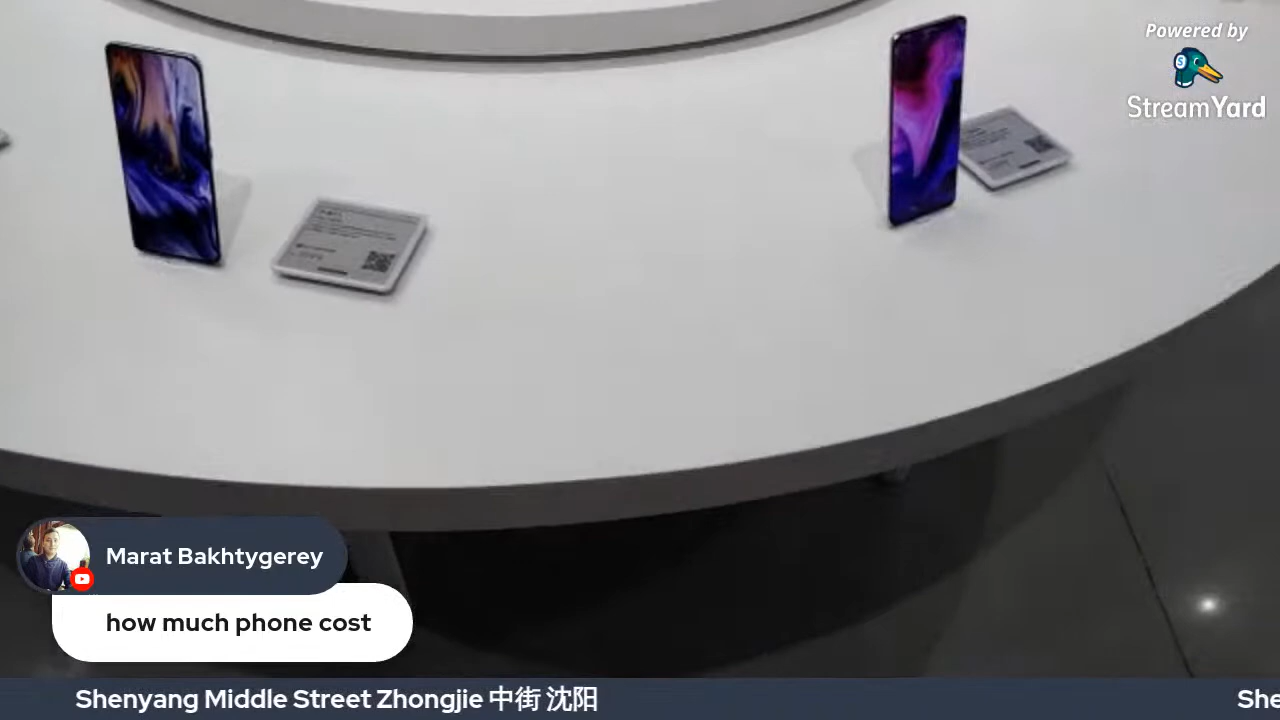 Powered by
StreamYard
Marat Bakhtygerey
how much phone cost
Shenyang Middle Street Zhongjie 中街 沈阳
She